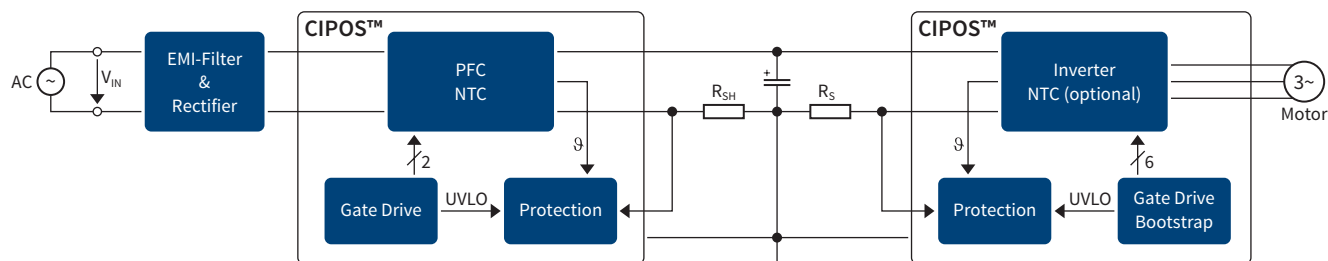 CIPOS™
CIPOS™
AC
~
V_IN
EMI-Filter
&
Rectifier
PFC
NTC
ϑ
2
Gate Drive
UVLO
Protection
R_SH
+
R_S
Inverter
NTC (optional)
3~
Motor
ϑ
6
Protection
UVLO
Gate Drive
Bootstrap